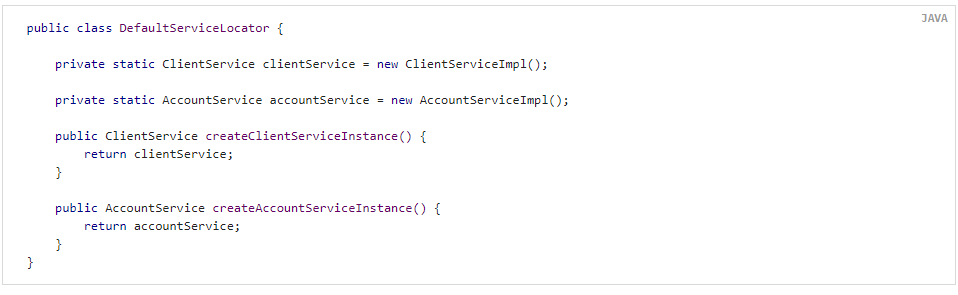 JAVA
public class DefaultServiceLocator {
private static ClientService clientService = new ClientServiceImpl();
private static AccountService accountService = new AccountServiceImpl();
public ClientService createClientServiceInstance() {
return clientService;
}
public AccountService createAccountServiceInstance() {
return accountService;
}
}